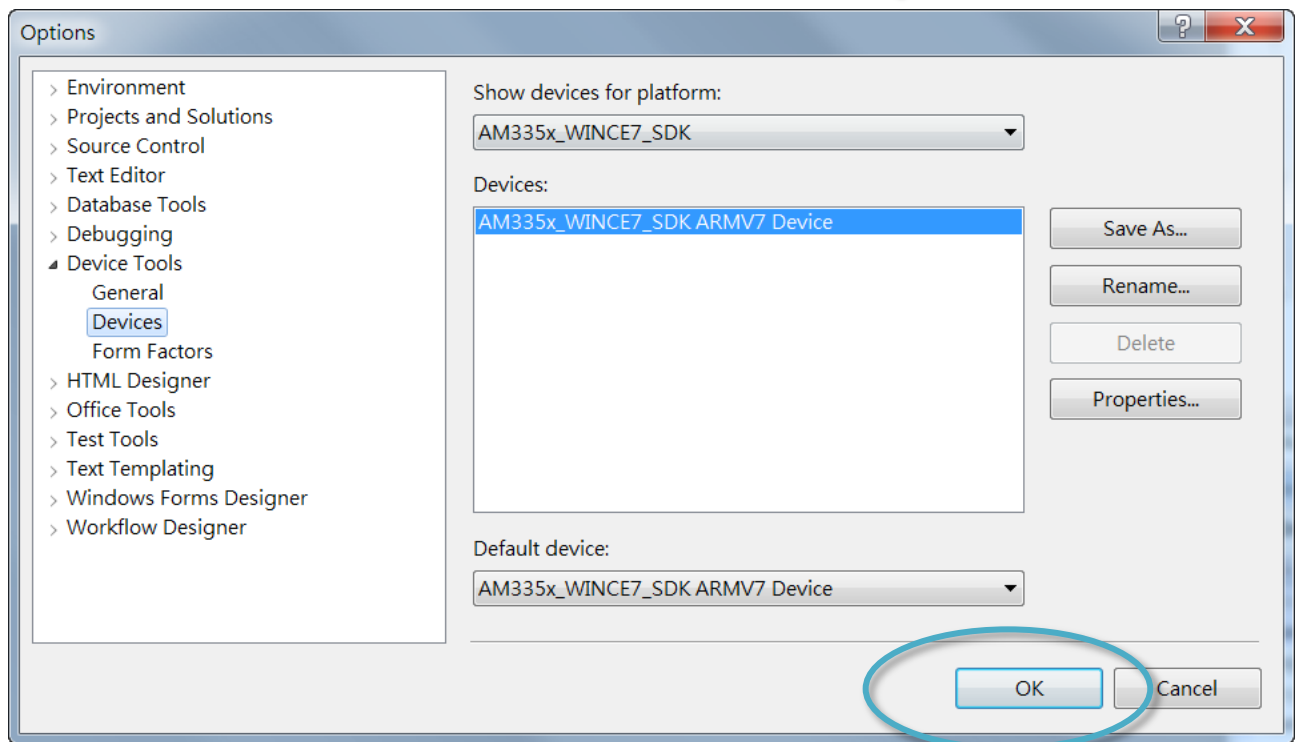 Options
Environment
Projects and Solutions
Source Control
Text Editor
Database Tools
Debugging
Device Tools
General
Devices
Form Factors
HTML Designer
Office Tools
Test Tools
Text Templating
Windows Forms Designer
Workflow Designer
Show devices for platform:
AM335x_WINCE7_SDK
Devices:
AM335x_WINCE7_SDK ARMV7 Device
Save As...
Rename...
Delete
Properties...
Default device:
AM335x_WINCE7_SDK ARMV7 Device
OK
Cancel